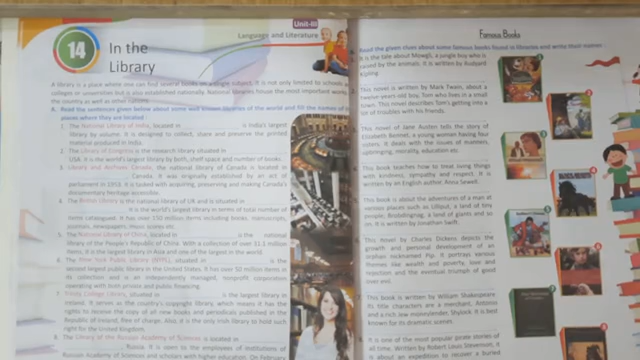 Unit-III
Language and Literature
14
In the
Library
A library is a place where one can find several books on a single subject. It is not only limited to schools
colleges or universities but is also established nationally. National libraries house the most important works
the country as well as other nations.
A. Read the sentences given below about some well known libraries of the world and fill the names of
places where they are located :
1. The National Library of India, located in is India's largest
library by volume. It is designed to collect, share and preserve the printed
material produced in India.
2. The Library of Congress is the research library situated in
USA. It is the world's largest library by both, shelf space and number of books.
3. Library and Archives Canada, the national library of Canada is located in
Canada. It was originally established by an act of
parliament in 1953. It is tasked with acquiring, preserving and making Canada's
documentary heritage accessible.
4. The British Library is the national library of UK and is situated in
It is the world's largest library in terms of total number of
items catalogued. It has over 150 million items including books, manuscripts,
journals, newspapers, music scores etc.
5. The National Library of China, located in is the national
library of the People's Republic of China. With a collection of over 31.1 million
items, it is the largest library in Asia and one of the largest in the world.
6. The New York Public Library (NYPL), situated in is the
second largest public library in the United States. It has over 50 million items in
its collection and is an independently managed, nonprofit corporation
operating with both private and public financing.
7. Trinity College Library, situated in is the largest library in
Ireland. It serves as the country's copyright library, which means it has the
rights to receive the copy of all new books and periodicals published in the
Republic of Ireland, free of charge. Also, it is the only Irish library to hold such
right for the United Kingdom.
8. The Library of the Russian Academy of Sciences is located in
Russia. It is open to the employees of institutions of
Russian Academy of Sciences and scholars with higher education. On February
Famous Books
Read the given clues about some famous books found in libraries and write their names
It is the tale about Mowgli, a jungle boy who is
raised by the animals. It is written by Rudyard
Kipling.
This novel is written by Mark Twain, about a
twelve-years-old boy, Tom who lives in a small
town. This novel describes Tom's getting into a
lot of troubles with his friends.
This novel of Jane Austen tells the story of
Elizabeth Bennet, a young woman having four
sisters. It deals with the issues of manners,
upbringing, morality, education etc.
This book teaches how to treat living things
with kindness, sympathy and respect. It is
written by an English author, Anna Sewell.
This book is about the adventures of a man at
various places such as Lilliput, a land of tiny
people; Brobdingnag, a land of giants and so
on. It is written by Jonathan Swift.
This novel by Charles Dickens depicts the
growth and personal development of an
orphan nicknamed Pip. It portrays various
themes like wealth and poverty, love and
rejection and the eventual triumph of good
over evil.
This book is written by William Shakespeare
Its title characters are a merchant, Antonio
and a rich Jew moneylender, Shylock. It is best
known for its dramatic scenes.
It is one of the most popular pirate stories of
all time. Written by Robert Louis Stevenson, it
is about an expedition to recover a buried